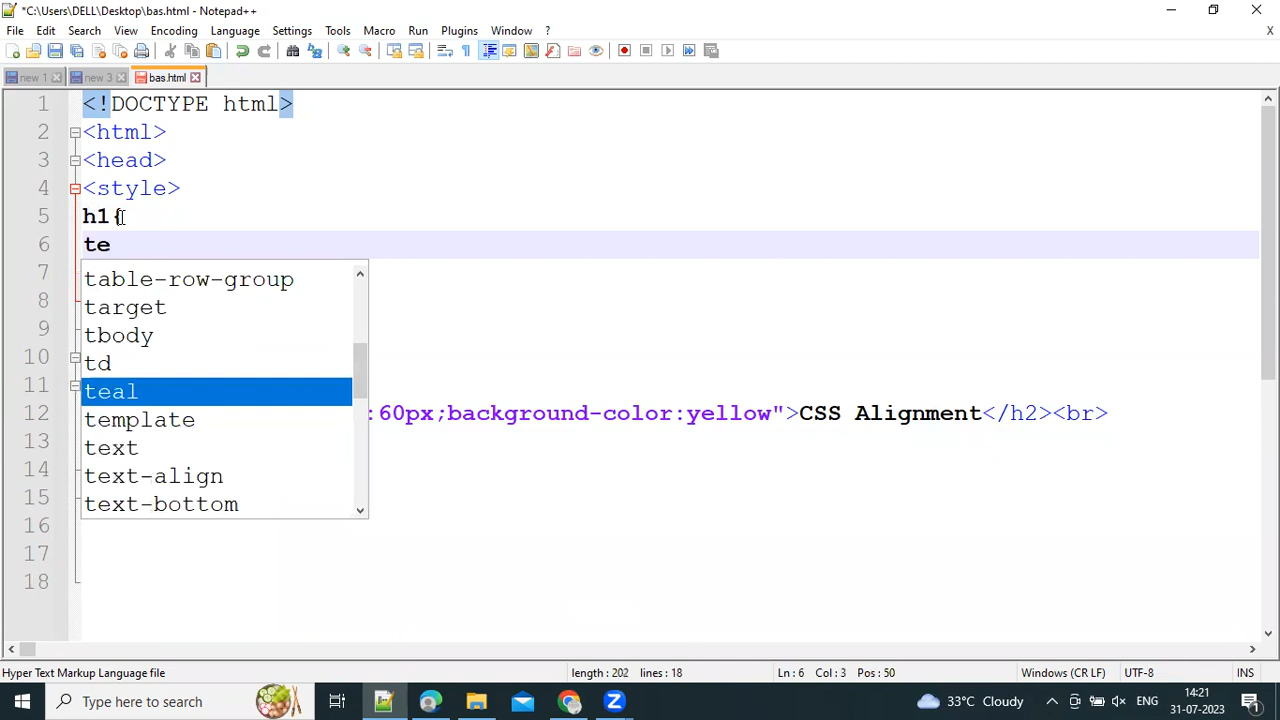 *C:\Users\DELL\Desktop\bas.html - Notepad++
File Edit Search View Encoding Language Settings Tools Macro Run Plugins Window ? X
new 1 new 3 bas.html
1 <!DOCTYPE html>
2 <html>
3 <head>
4 <style>
5 h1{
6 te
7 table-row-group
8 target
9 tbody
10 td
11 teal
12 :60px;background-color:yellow">CSS Alignment</h2><br>
template
13 text
14 text-align
15 text-bottom
16
17
18
Hyper Text Markup Language file length : 202 lines : 18 Ln : 6 Col : 3 Pos : 50 Windows (CR LF) UTF-8 INS
Type here to search 33°C Cloudy ENG 14:21
31-07-2023 1